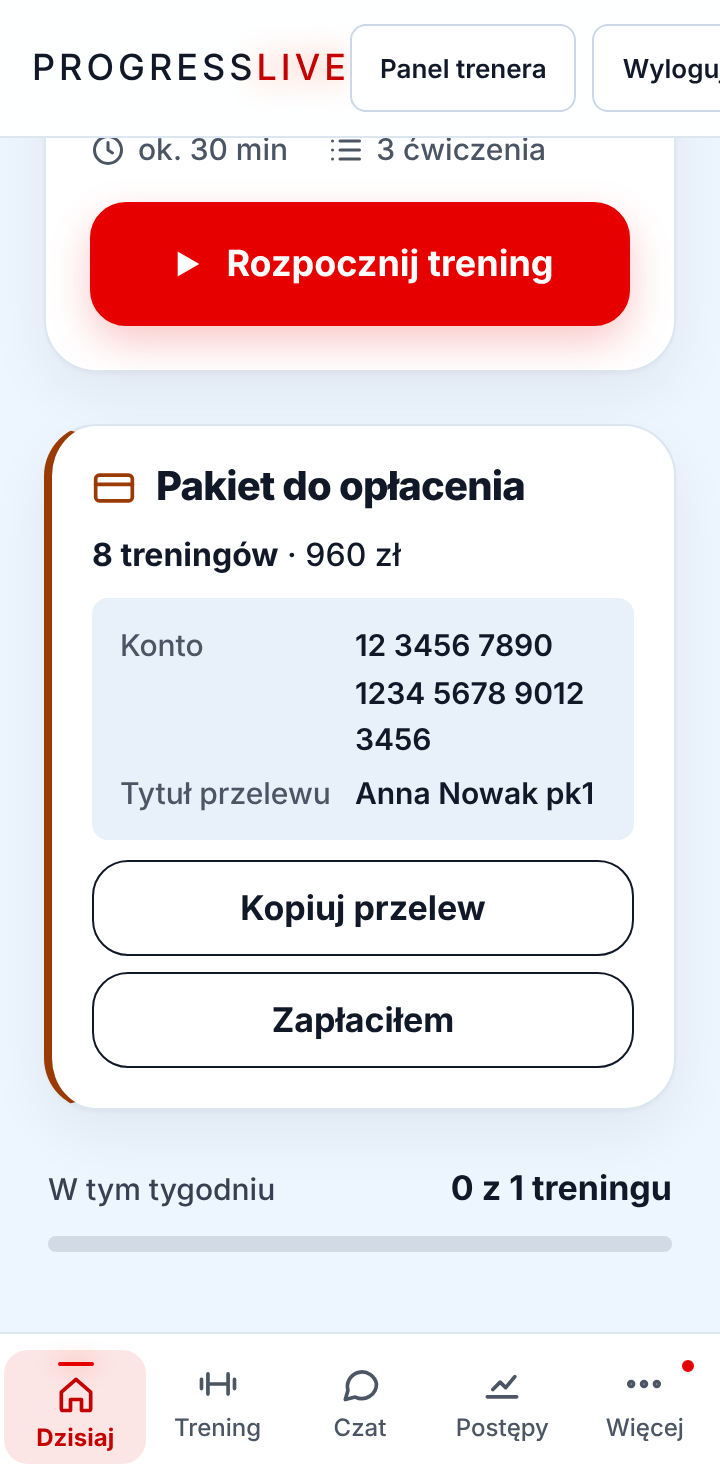 PROGRESSLIVE
Panel trenera
Wyloguj
ok. 30 min
3 ćwiczenia
Rozpocznij trening
Pakiet do opłacenia
8 treningów · 960 zł
Konto
12 3456 7890
1234 5678 9012
3456
Tytuł przelewu
Anna Nowak pk1
Kopiuj przelew
Zapłaciłem
W tym tygodniu
0 z 1 treningu
Dzisiaj
Trening
Czat
Postępy
Więcej